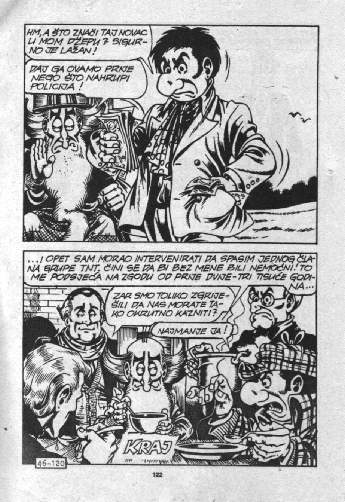 HM, A ŠTO ZNAČI TAJ NOVAC
U MOM DŽEPU? SIGUR-
NO JE LAŽAN!
DAJ GA OVAMO PRIJE
NEGO ŠTO NAHRUPI
POLICIJA!
...! OPET SAM MORAO INTERVENIRATI DA SPASIM JEDNOG ČLA-
NA GRUPE TNT, ČINI SE DA BI BEZ MENE BILI NEMOĆNI! TO
ME PODSJEĆA NA ZGODU OD PRIJE DVIJE-TRI TISUĆE GODI-
NA...
ZAR SMO TOLIKO ZGRIJE-
ŠILI DA NAS MORATE TA-
KO OKRUTNO KAZNITI?
NAJMANJE JA!
KRAJ
45-120
122